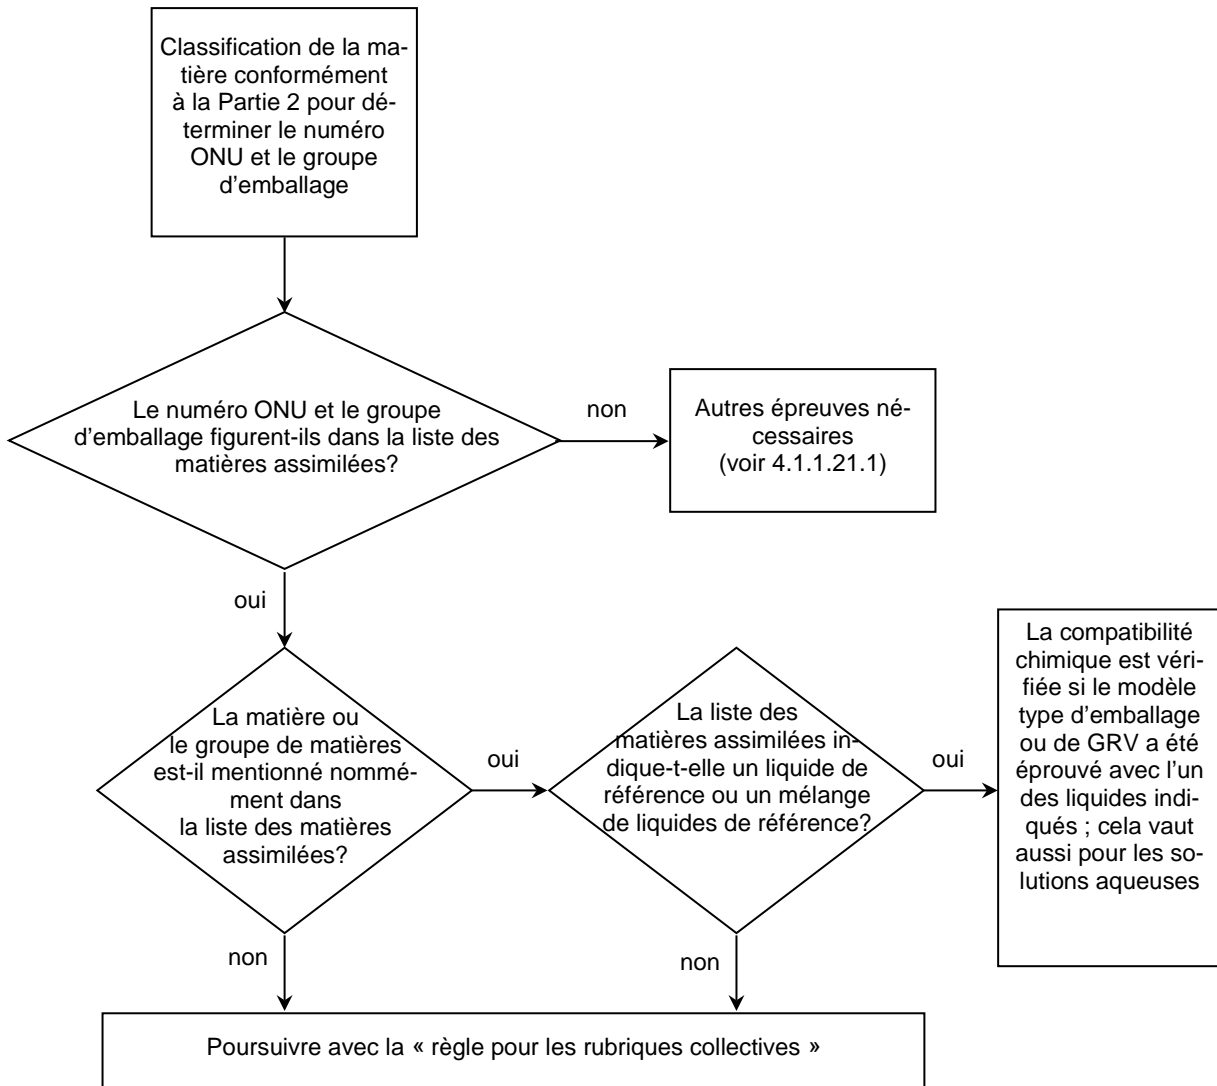 Classification de la ma-
tière conformément
à la Partie 2 pour dé-
terminer le numéro
ONU et le groupe
d'emballage
Le numéro ONU et le groupe
d'emballage figurent-ils dans la liste des
matières assimilées?
non
Autres épreuves né-
cessaires
(voir 4.1.1.21.1)
oui
La matière ou
le groupe de matières
est-il mentionné nommé-
ment dans
la liste des matières
assimilées?
oui
La liste des
matières assimilées in-
dique-t-elle un liquide de
référence ou un mélange
de liquides de référence?
oui
La compatibilité
chimique est véri-
fiée si le modèle
type d'emballage
ou de GRV a été
éprouvé avec l'un
des liquides indi-
qués ; cela vaut
aussi pour les so-
lutions aqueuses
non
non
Poursuivre avec la « règle pour les rubriques collectives »